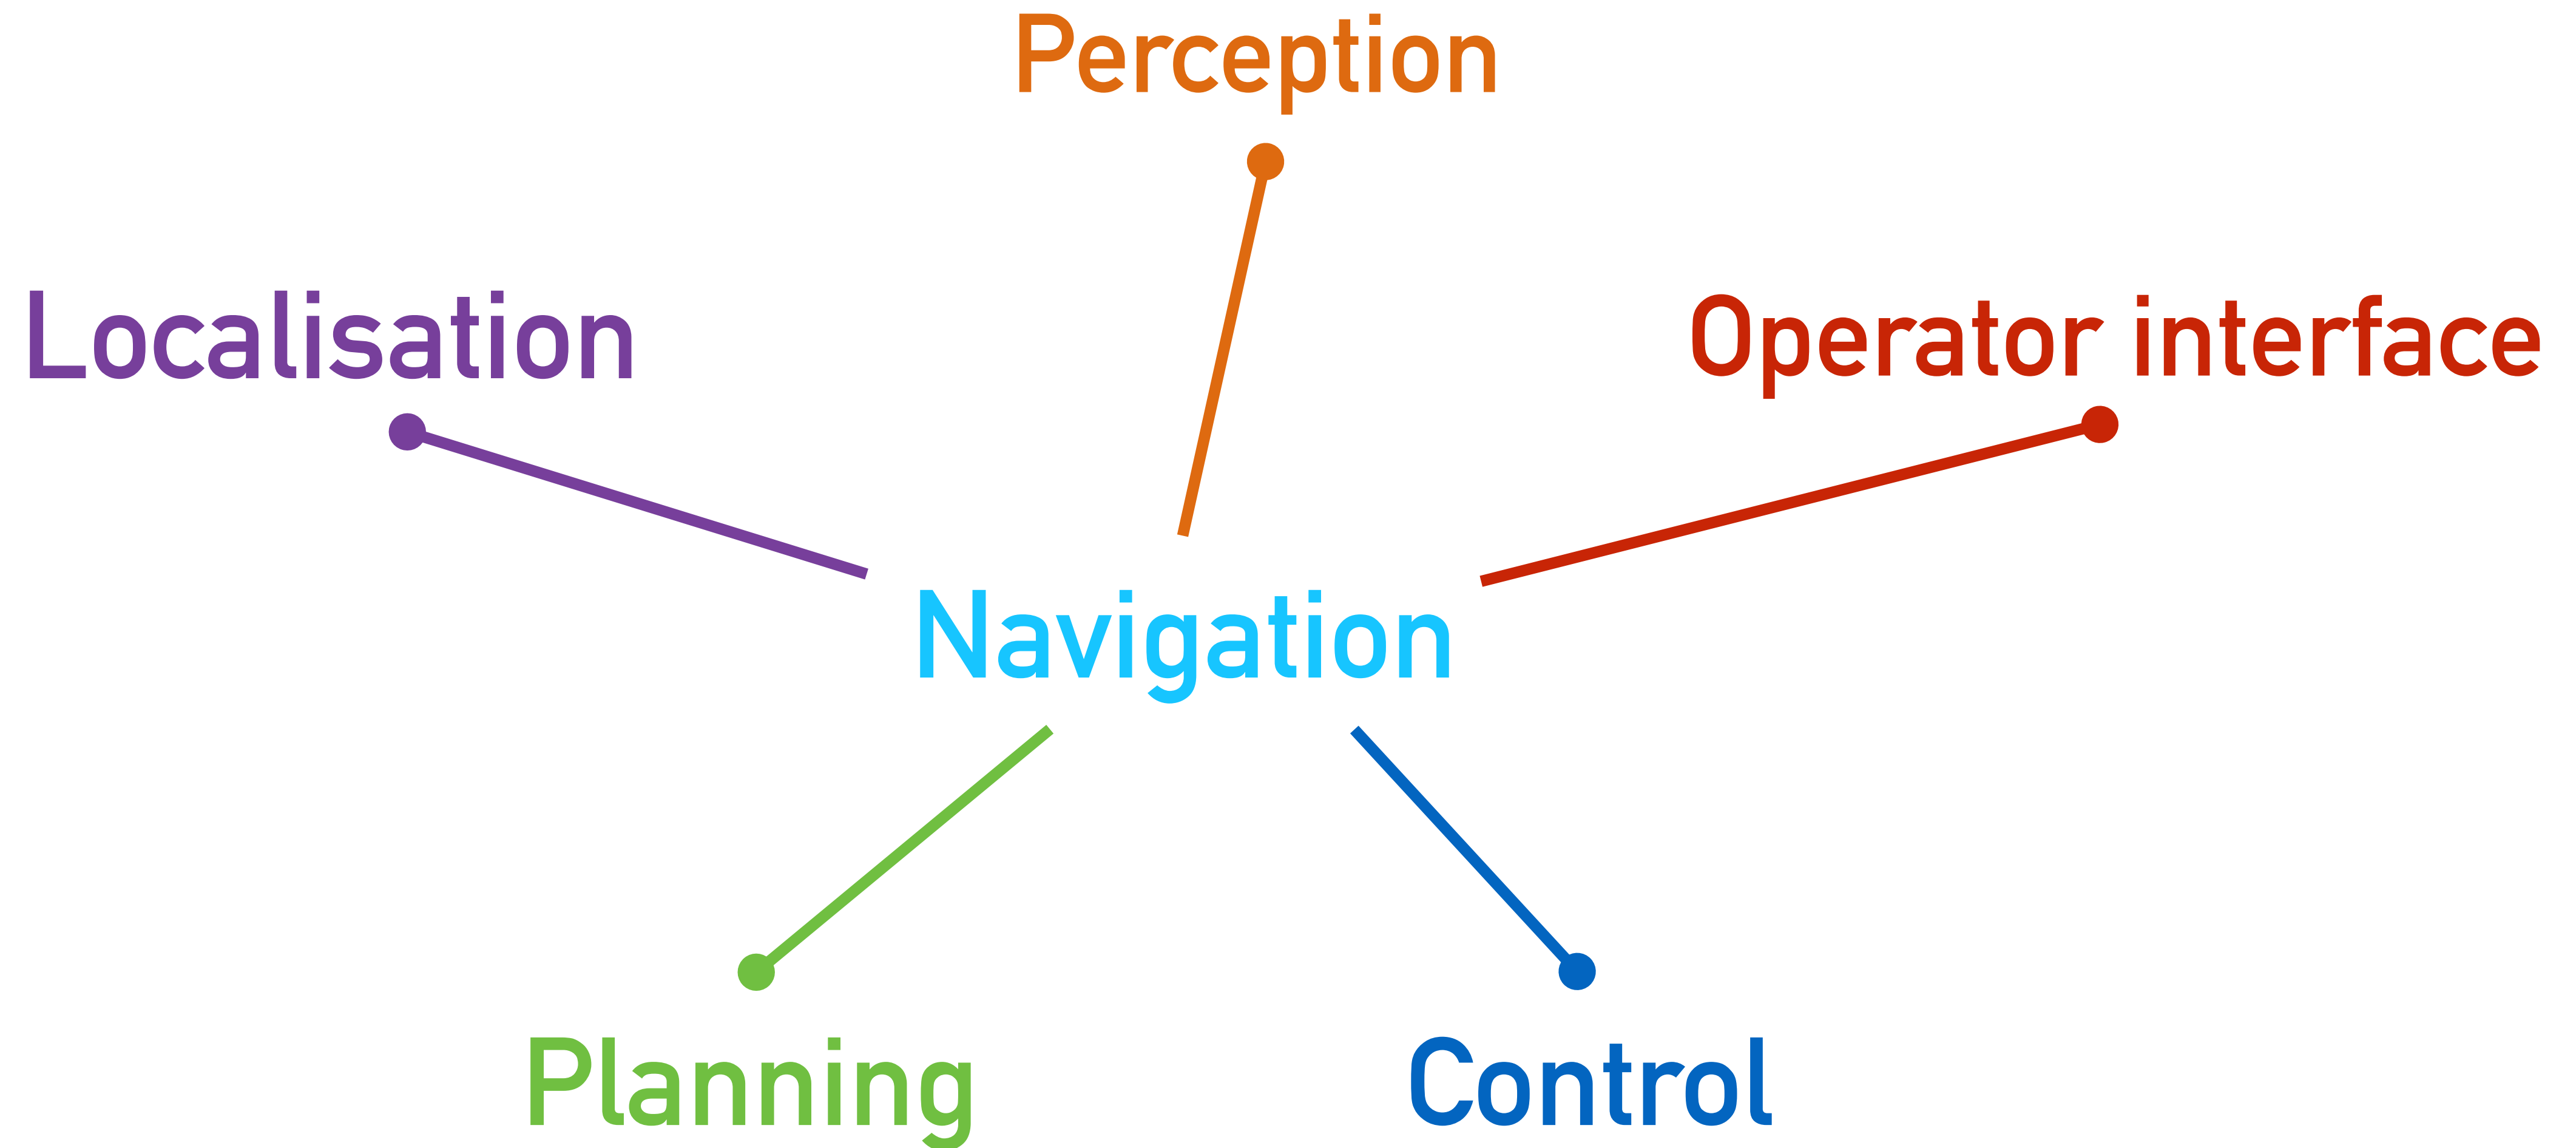 Perception
Localisation
Operator interface
Navigation
Planning
Control